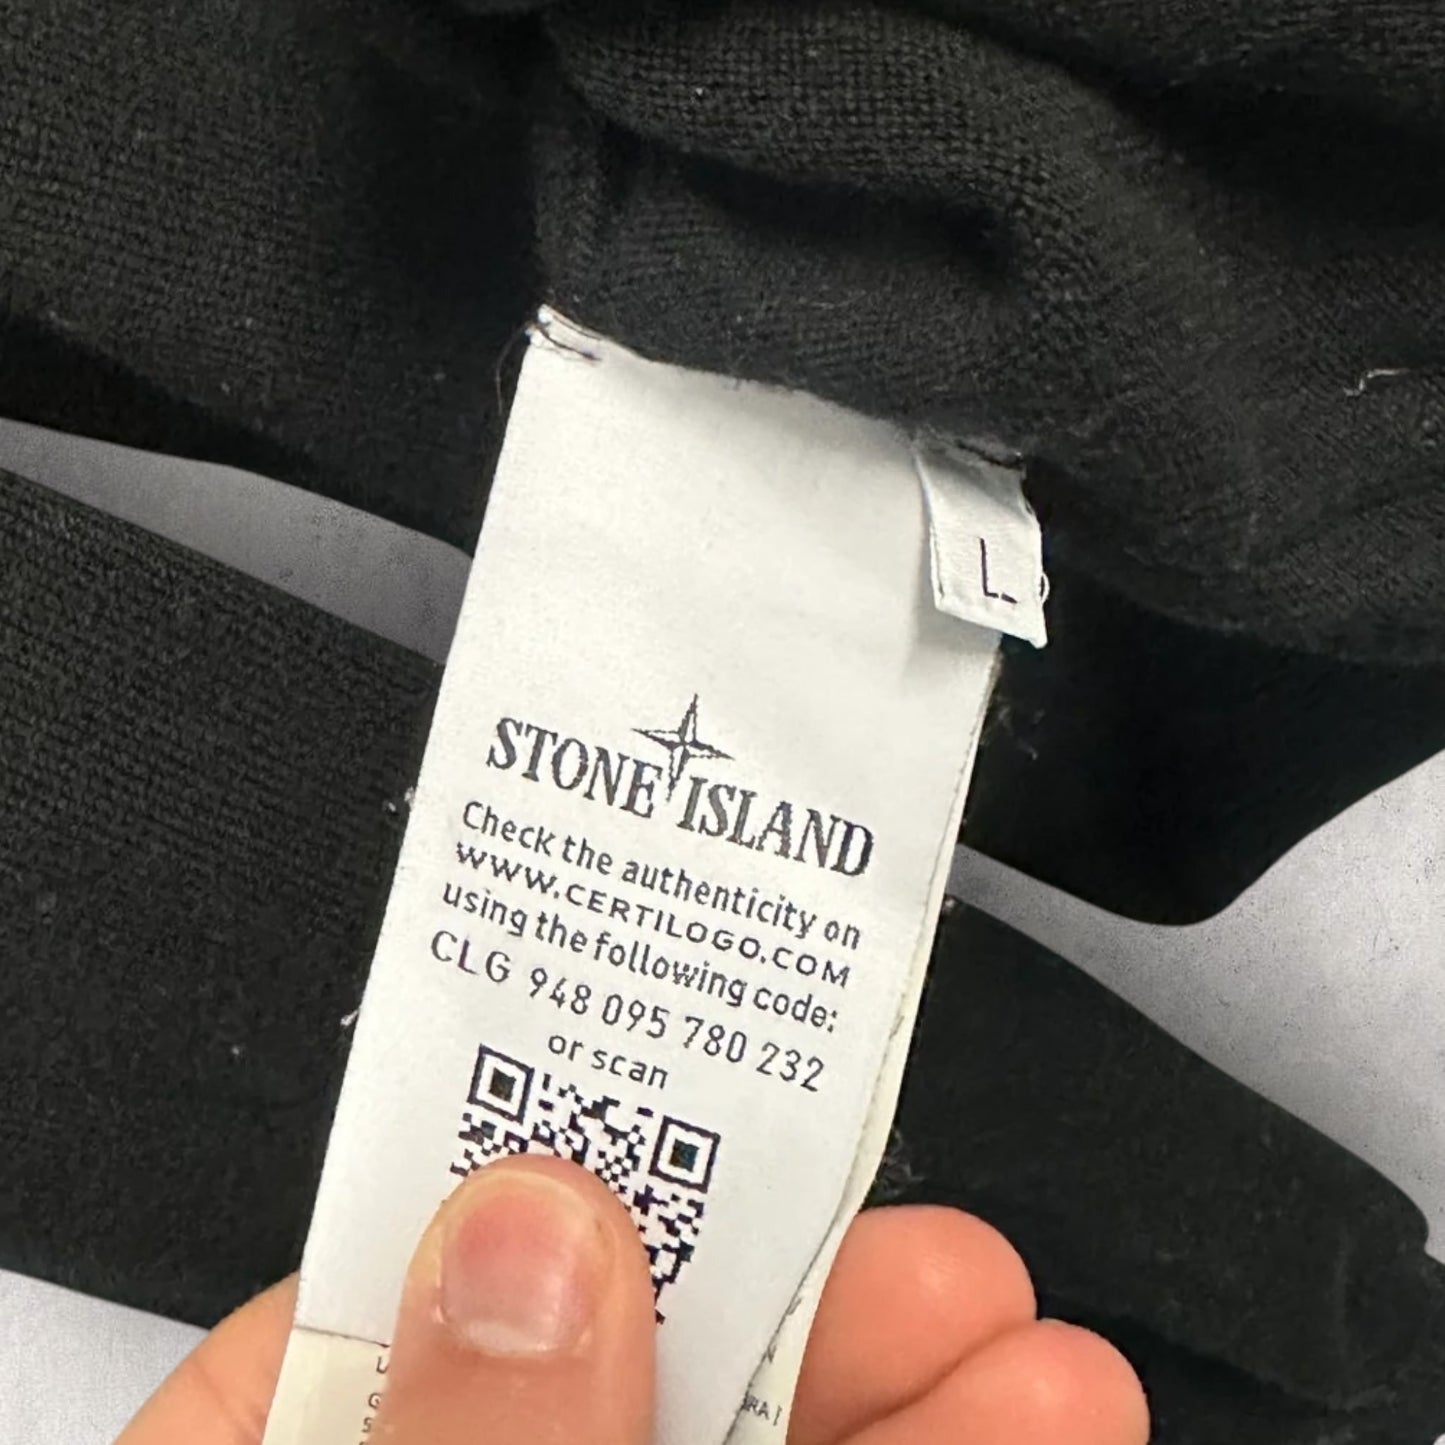 L
STONE ISLAND
Check the authenticity on
WWW.CERTILOGO.COM
using the following code:
CLG 948 095 780 232
or scan